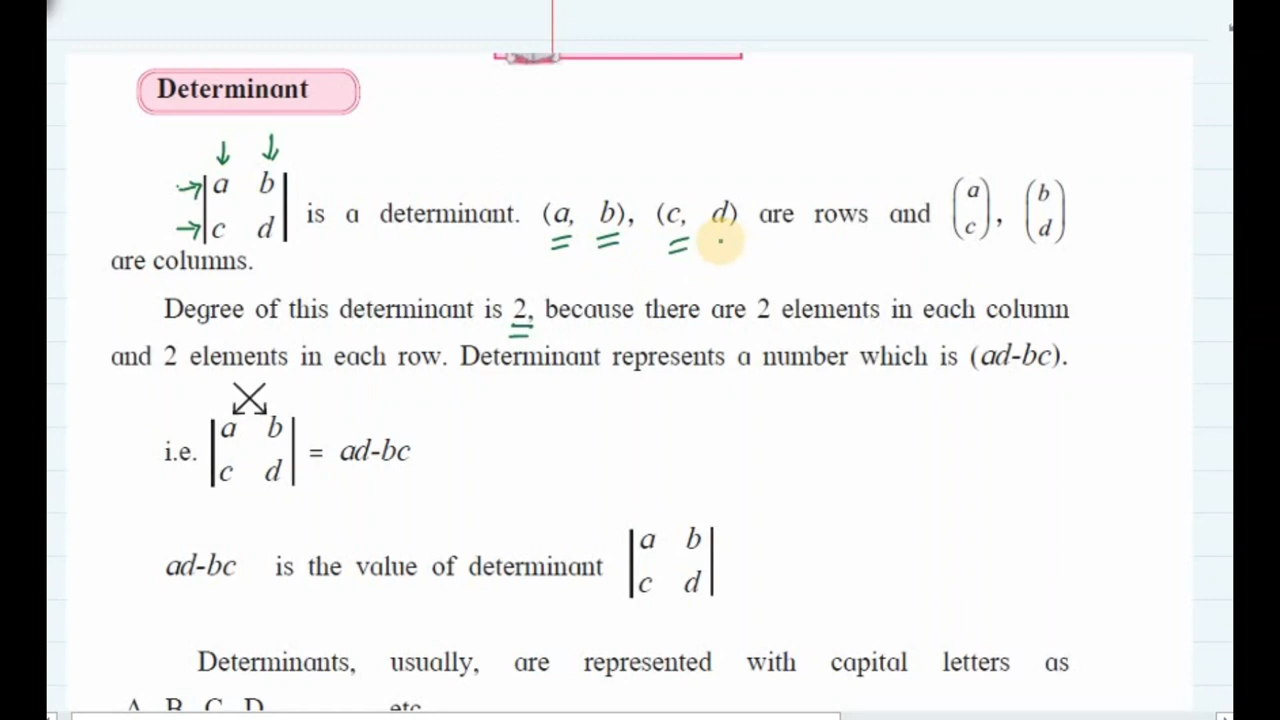 Determinant
| a b |
| c d | is a determinant. (a, b), (c, d) are rows and (a c), (b d)
are columns.
Degree of this determinant is 2, because there are 2 elements in each column
and 2 elements in each row. Determinant represents a number which is (ad-bc).
i.e. | a b |
| c d | = ad-bc
ad-bc is the value of determinant | a b |
| c d |
Determinants, usually, are represented with capital letters as
A B C D etc